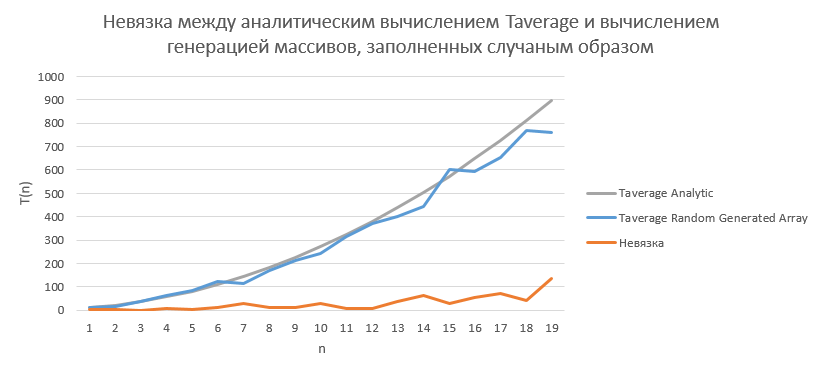 Невязка между аналитическим вычислением Taverage и вычислением
генерацией массивов, заполненных случаным образом
1000
900
800
700
600
500
400
300
200
100
0
T(n)
1 2 3 4 5 6 7 8 9 10 11 12 13 14 15 16 17 18 19
n
Taverage Analytic
Taverage Random Generated Array
Невязка